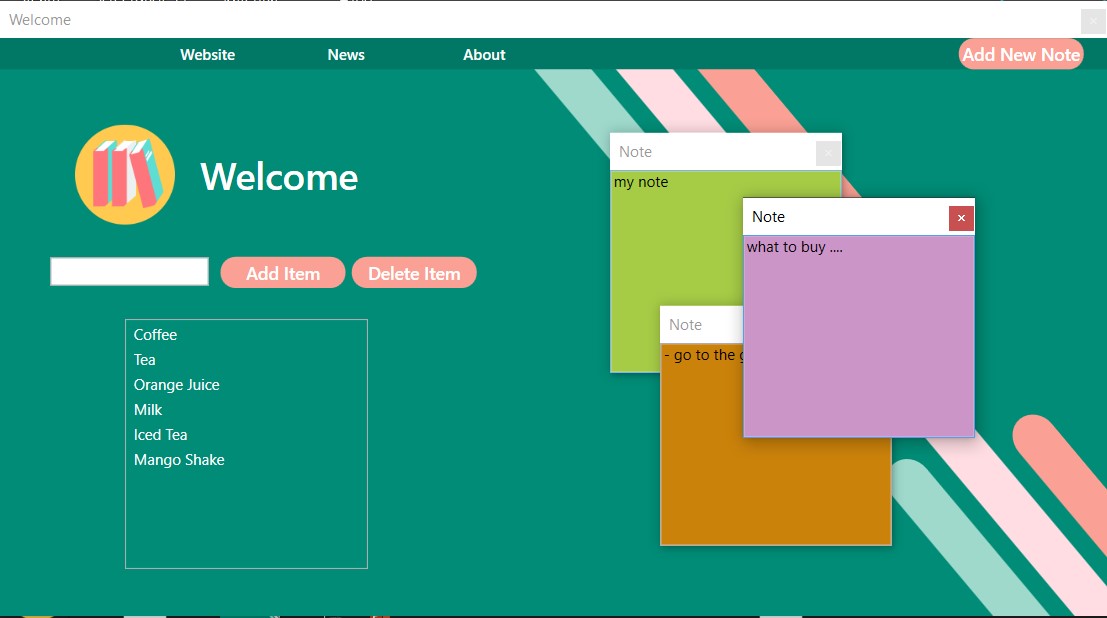 Welcome
Website News About Add New Note
Welcome
Add Item Delete Item
Coffee
Tea
Orange Juice
Milk
Iced Tea
Mango Shake
Note
my note
Note
what to buy ....
Note
- go to the